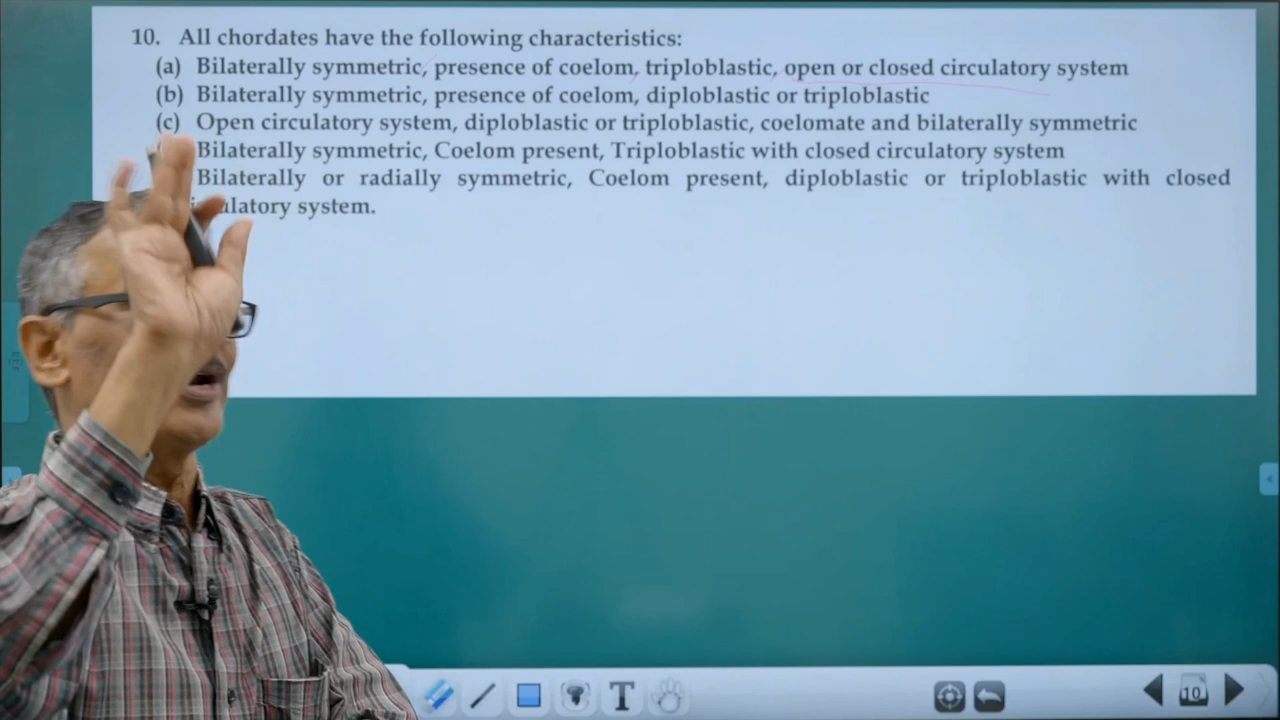 10. All chordates have the following characteristics:
(a) Bilaterally symmetric, presence of coelom, triploblastic, open or closed circulatory system
(b) Bilaterally symmetric, presence of coelom, diploblastic or triploblastic
(c) Open circulatory system, diploblastic or triploblastic, coelomate and bilaterally symmetric
Bilaterally symmetric, Coelom present, Triploblastic with closed circulatory system
Bilaterally or radially symmetric, Coelom present, diploblastic or triploblastic with closed
ulatory system.
T
10